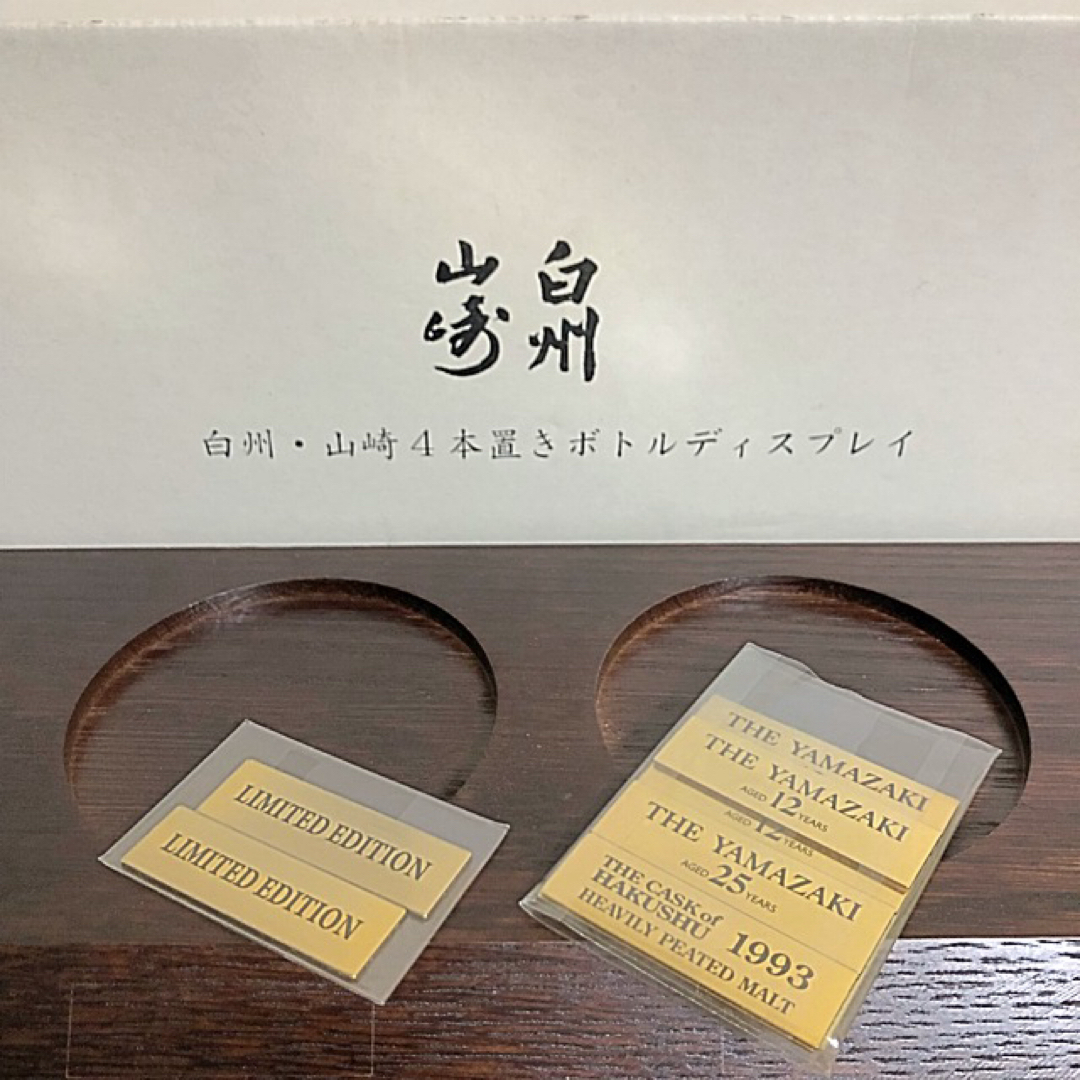 白州
山崎
白州・山崎4本置きボトルディスプレイ
LIMITED EDITION
LIMITED EDITION
THE YAMAZAKI
THE YAMAZAKI
AGED 12 YEARS
AGED 12 YEARS
THE YAMAZAKI
AGED 25 YEARS
THE CASK of
HAKUSHU 1993
HEAVILY PEATED MALT